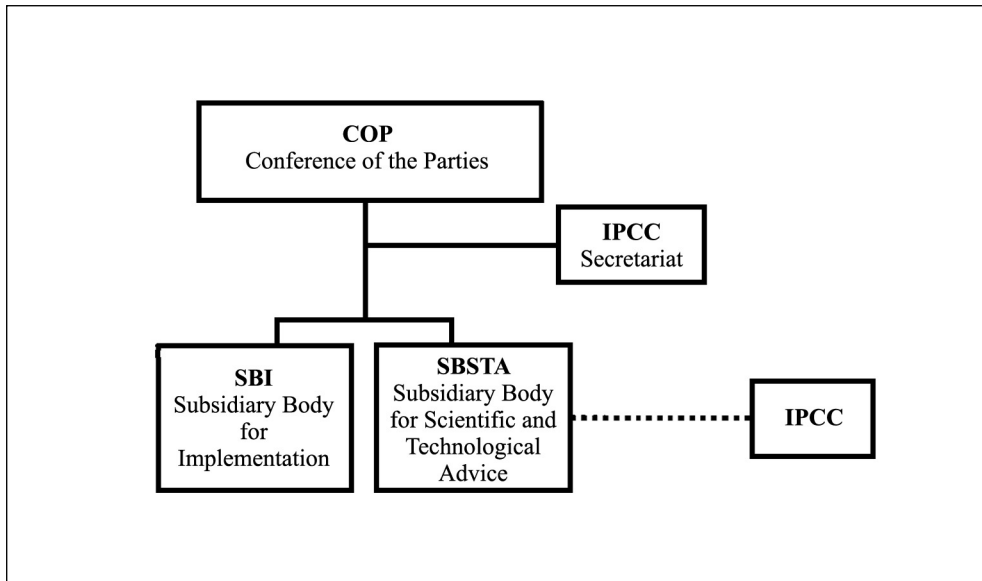 COP
Conference of the Parties
IPCC
Secretariat
SBI
Subsidiary Body
for
Implementation
SBSTA
Subsidiary Body
for Scientific and
Technological
Advice
IPCC